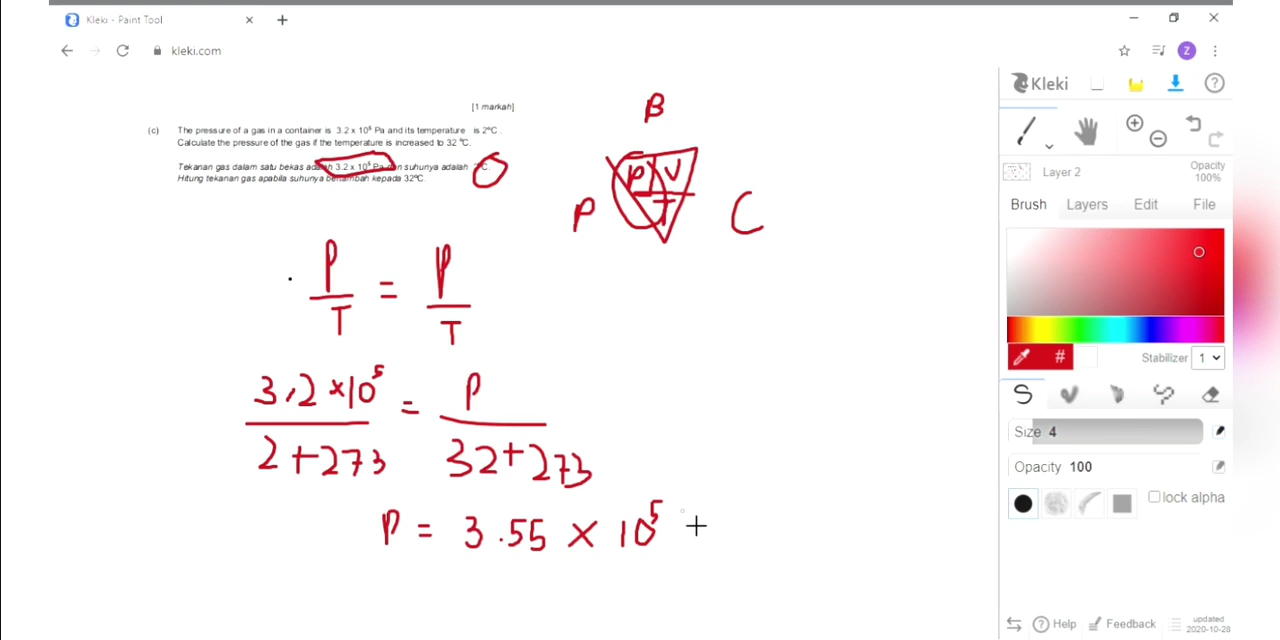 Kleki - Paint Tool
kleki.com
Z
[1 markah]
(c) The pressure of a gas in a container is 3.2 x 10⁵ Pa and its temperature is 2°C.
Calculate the pressure of the gas if the temperature is increased to 32 °C.
Tekanan gas dalam satu bekas adalah 3.2 x 10⁵ Pa dan suhunya adalah 2°C.
Hitung tekanan gas apabila suhunya bertambah kepada 32°C.
B
P V
T
P C
P/T = P/T
3.2 × 10⁵ / 2 + 273 = P / 32 + 273
P = 3.55 × 10⁵
Kleki
?
Layer 2
Opacity
100%
Brush Layers Edit File
#
Stabilizer 1
Size 4
Opacity 100
lock alpha
Help
Feedback
updated
2020-10-28